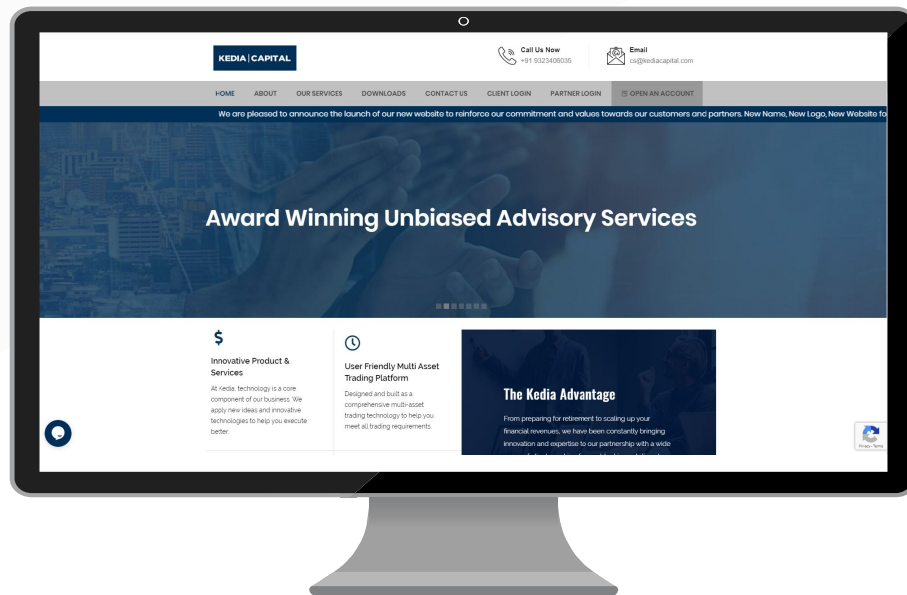 KEDIA | CAPITAL
Call Us Now
+91 9323409035
Email
cs@kediacapital.com
HOME ABOUT OUR SERVICES DOWNLOADS CONTACT US CLIENT LOGIN PARTNER LOGIN OPEN AN ACCOUNT
We are pleased to announce the launch of our new website to reinforce our commitment and values towards our customers and partners. New Name, New Logo, New Website fo
Award Winning Unbiased Advisory Services
Innovative Product &
Services
At Kedia, technology is a core
component of our business. We
apply new ideas and innovative
technologies to help you execute
better.
User Friendly Multi Asset
Trading Platform
Designed and built as a
comprehensive multi-asset
trading technology to help you
meet all trading requirements.
The Kedia Advantage
From preparing for retirement to scaling up your
financial revenues, we have been constantly bringing
innovation and expertise to our partnership with a wide
Privacy - Terms